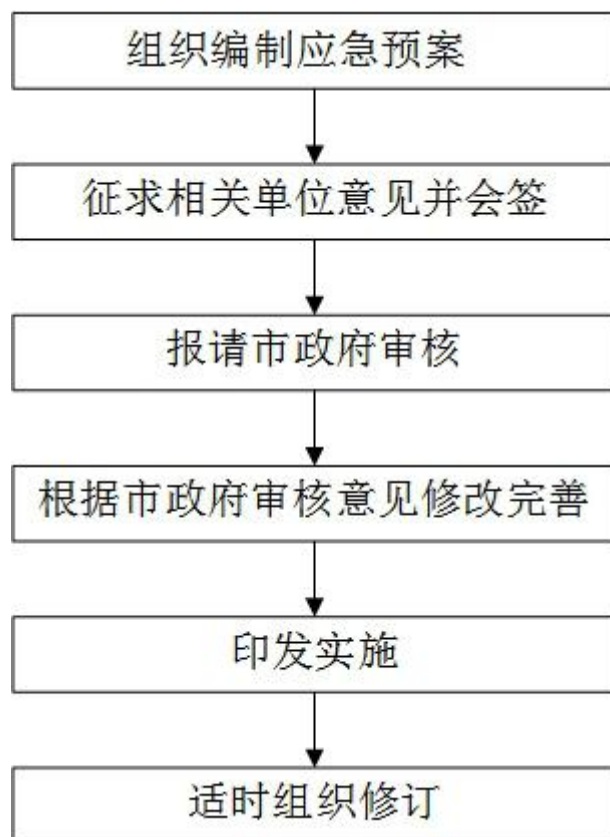 组织编制应急预案
征求相关单位意见并会签
报请市政府审核
根据市政府审核意见修改完善
印发实施
适时组织修订